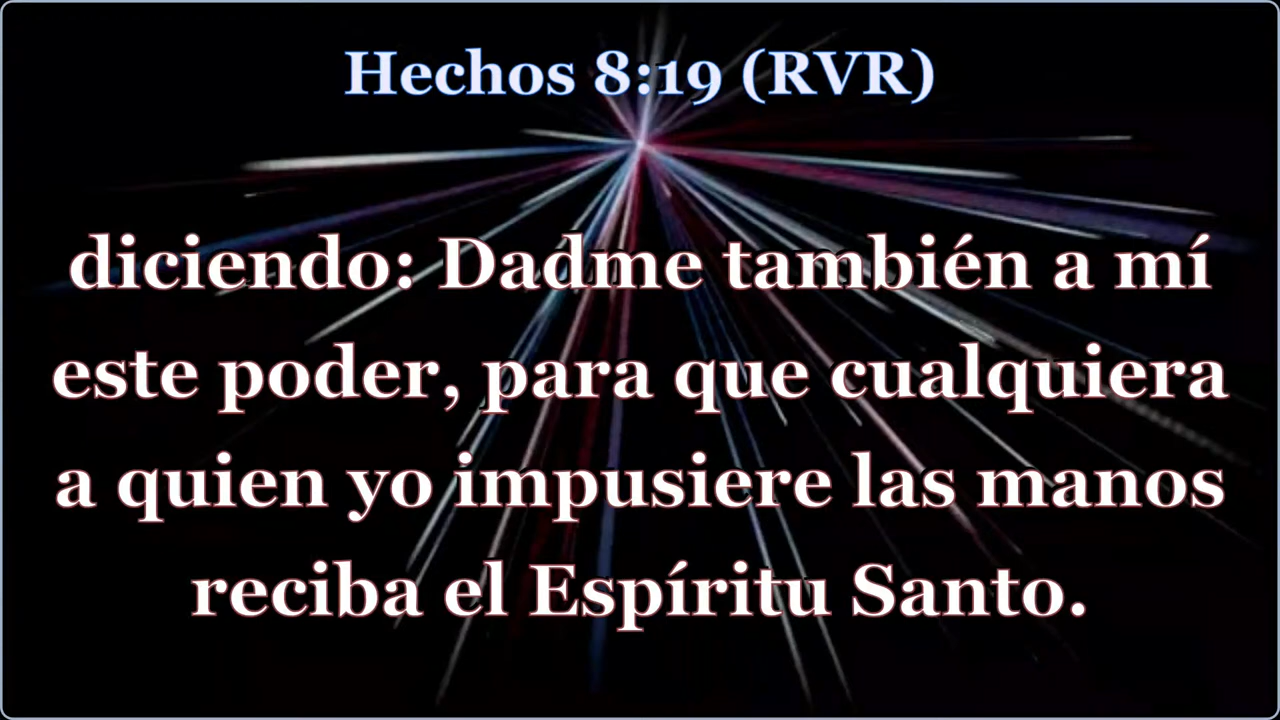 Hechos 8:19 (RVR)
diciendo: Dadme también a mí
este poder, para que cualquiera
a quien yo impusiere las manos
reciba el Espíritu Santo.